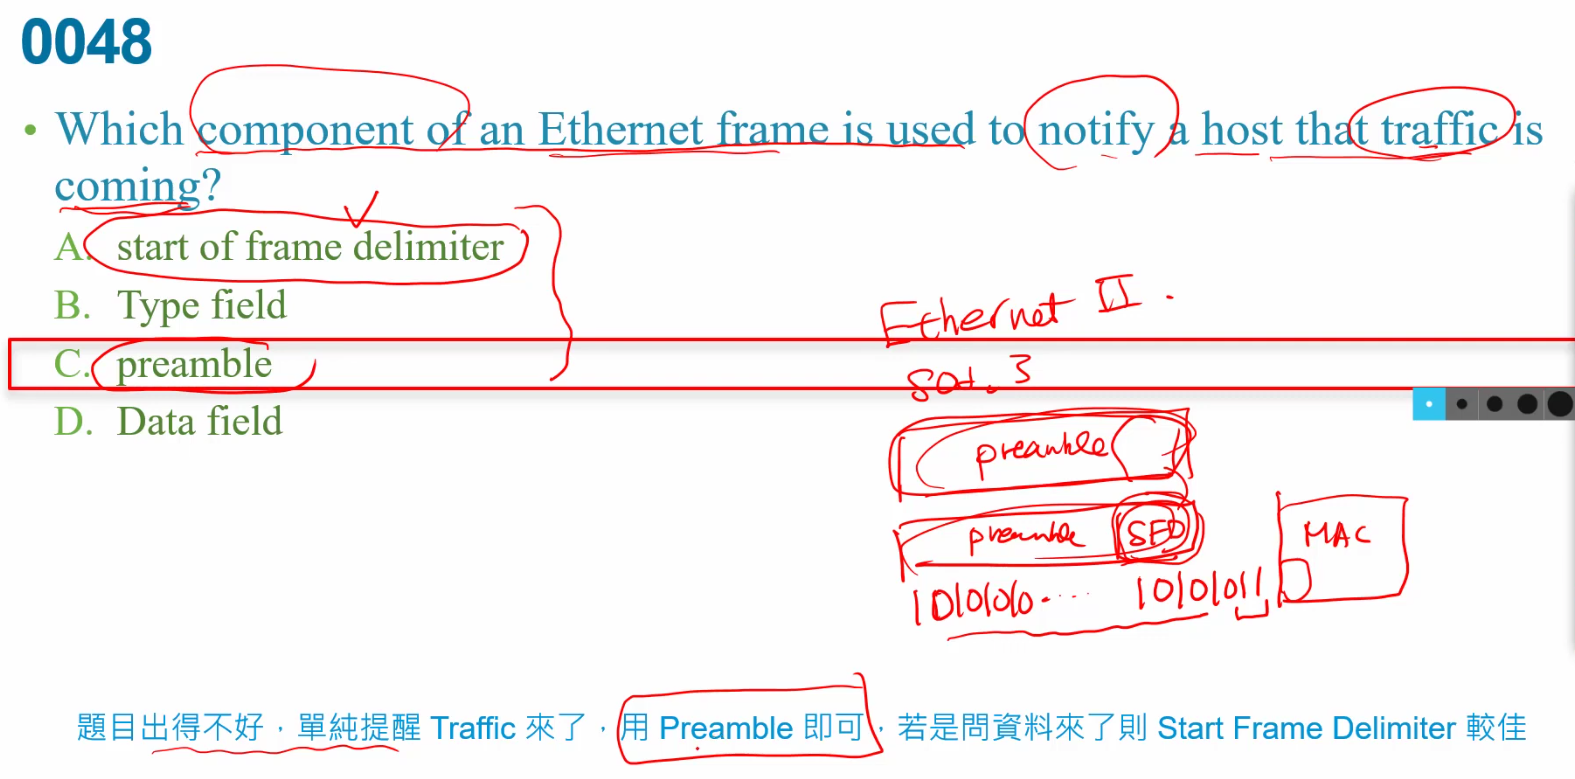 0048
• Which component of an Ethernet frame is used to notify a host that traffic is
coming?
A. start of frame delimiter
B. Type field
C. preamble
D. Data field
Ethernet II.
802.3
preamble
preamble SFD
MAC
1010101010.... 10101011
題目出得不好，單純提醒 Traffic 來了，用 Preamble 即可，若是問資料來了則 Start Frame Delimiter 較佳